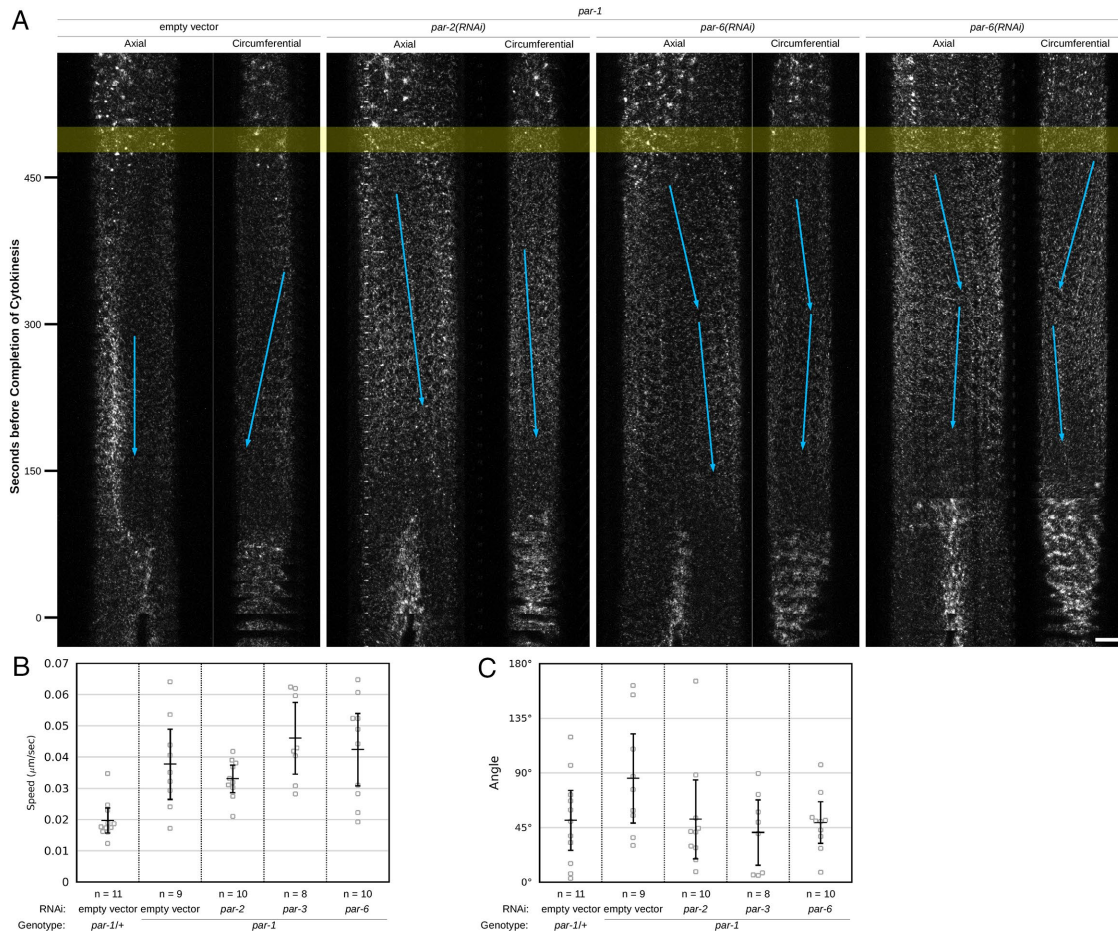 A
par-1
empty vector par-2(RNAi) par-6(RNAi) par-6(RNAi)
Axial Circumferential Axial Circumferential Axial Circumferential Axial Circumferential
Seconds before Completion of Cytokinesis
450
300
150
0
B
Speed (μm/sec)
0.07
0.06
0.05
0.04
0.03
0.02
0.01
0
n = 11 n = 9 n = 10 n = 8 n = 10
RNAi: empty vector empty vector par-2 par-3 par-6
Genotype: par-1/+ par-1
C
Angle
180°
135°
90°
45°
0°
n = 11 n = 9 n = 10 n = 8 n = 10
RNAi: empty vector empty vector par-2 par-3 par-6
Genotype: par-1/+ par-1